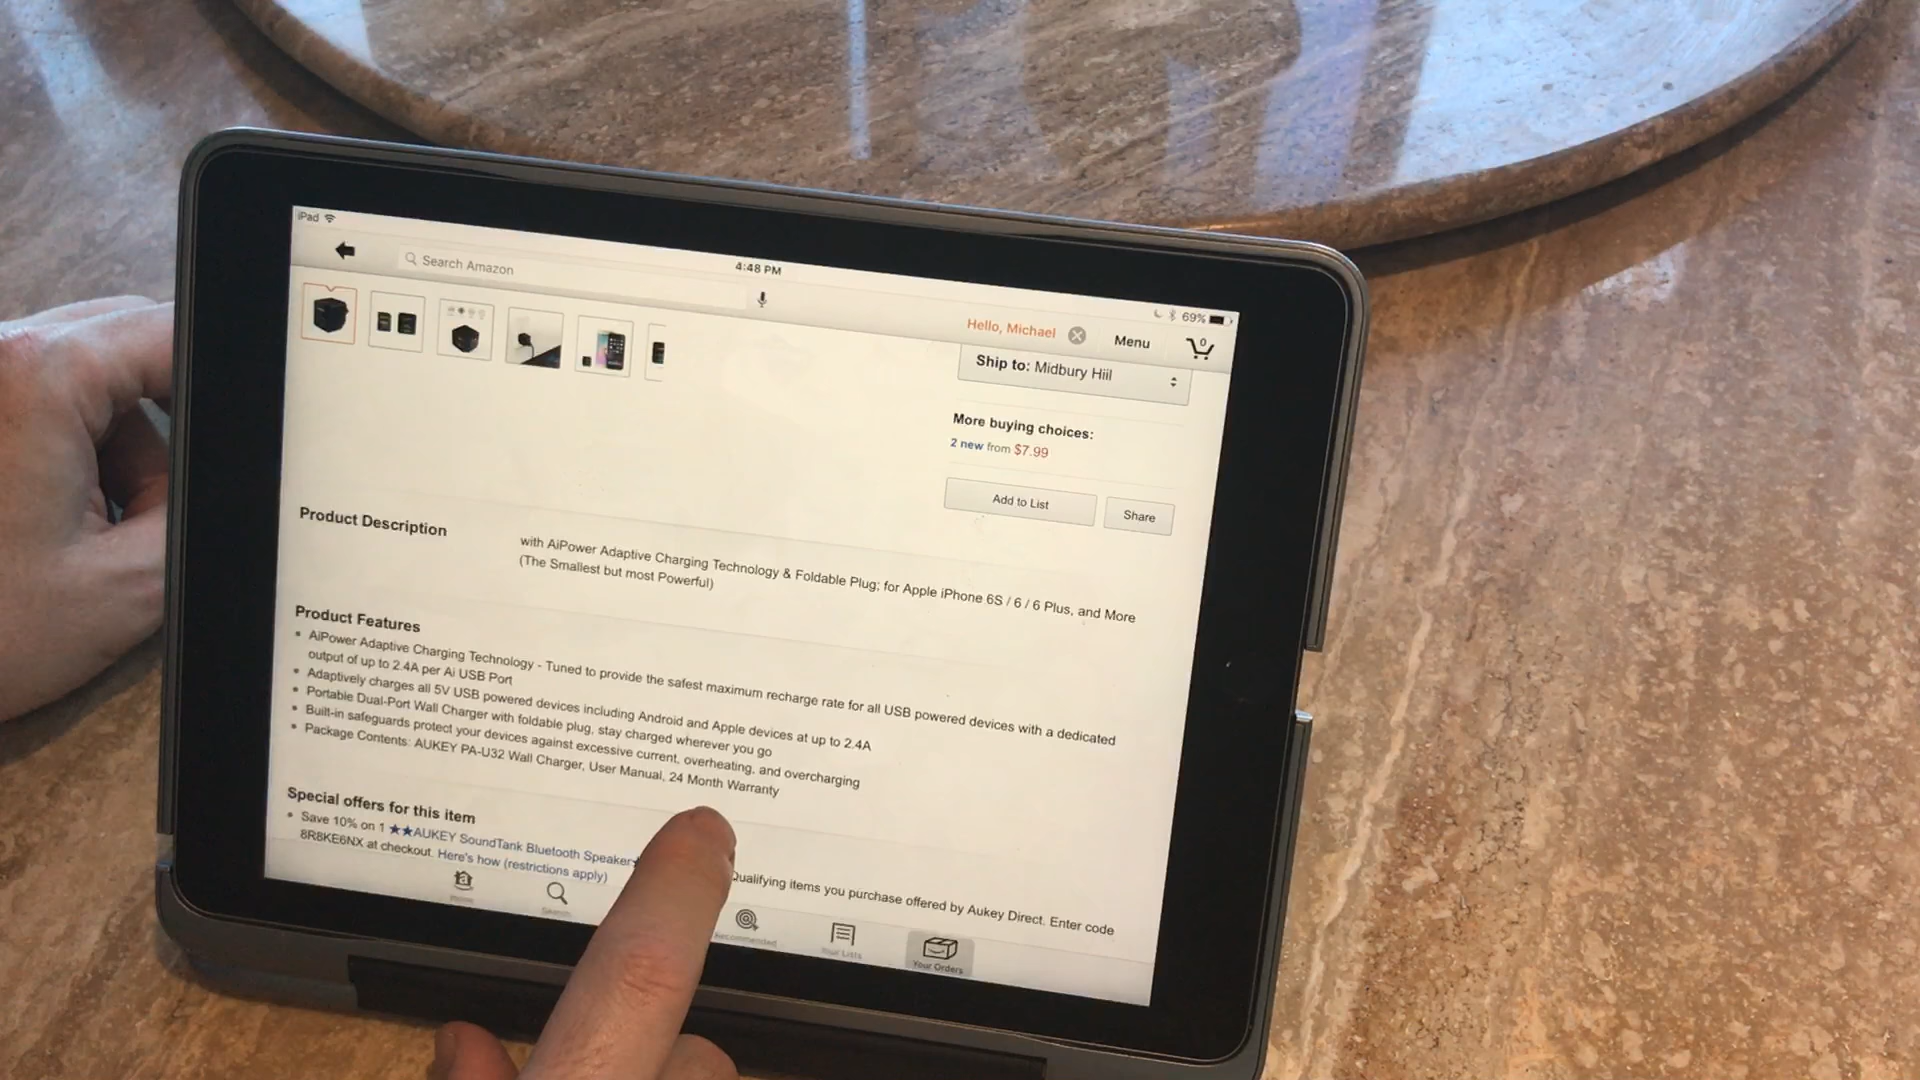 iPad
4:48 PM
69%
Search Amazon
Hello, Michael
Menu
0
Ship to: Midbury Hiil
More buying choices:
2 new from $7.99
Add to List
Share
Product Description
with AiPower Adaptive Charging Technology & Foldable Plug; for Apple iPhone 6S / 6 / 6 Plus, and More
(The Smallest but most Powerful)
Product Features
AiPower Adaptive Charging Technology - Tuned to provide the safest maximum recharge rate for all USB powered devices with a dedicated
output of up to 2.4A per Ai USB Port
Adaptively charges all 5V USB powered devices including Android and Apple devices at up to 2.4A
Portable Dual-Port Wall Charger with foldable plug, stay charged wherever you go
Built-in safeguards protect your devices against excessive current, overheating, and overcharging
Package Contents: AUKEY PA-U32 Wall Charger, User Manual, 24 Month Warranty
Special offers for this item
Save 10% on 1 ★★AUKEY SoundTank Bluetooth Speaker Qualifying items you purchase offered by Aukey Direct. Enter code
8R8KE6NX at checkout. Here's how (restrictions apply)
Home
Search
Recommended
Your Lists
Your Orders